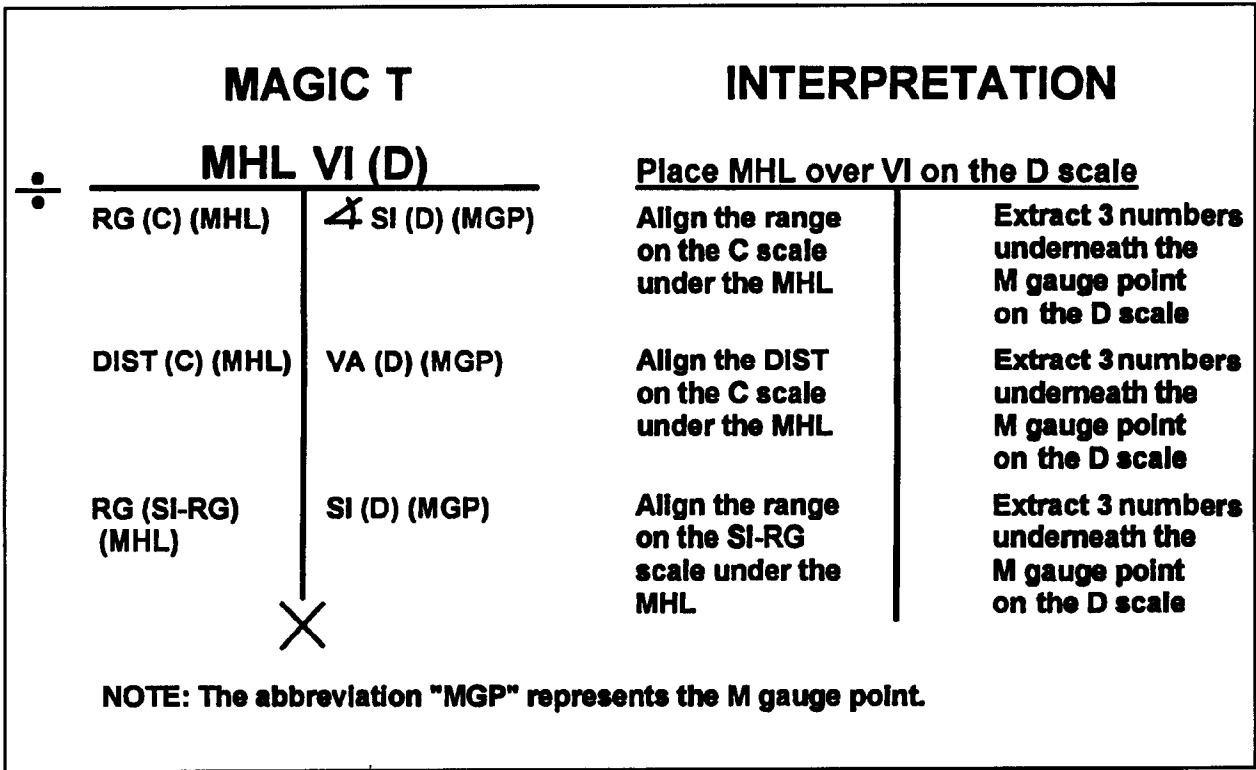 MAGIC T
INTERPRETATION
÷
MHL VI (D)
Place MHL over VI on the D scale
RG (C) (MHL)
∡ SI (D) (MGP)
Align the range
on the C scale
under the MHL
Extract 3 numbers
underneath the
M gauge point
on the D scale
DIST (C) (MHL)
VA (D) (MGP)
Align the DIST
on the C scale
under the MHL
Extract 3 numbers
underneath the
M gauge point
on the D scale
RG (SI-RG)
(MHL)
SI (D) (MGP)
Align the range
on the SI-RG
scale under the
MHL
Extract 3 numbers
underneath the
M gauge point
on the D scale
×
NOTE: The abbreviation "MGP" represents the M gauge point.